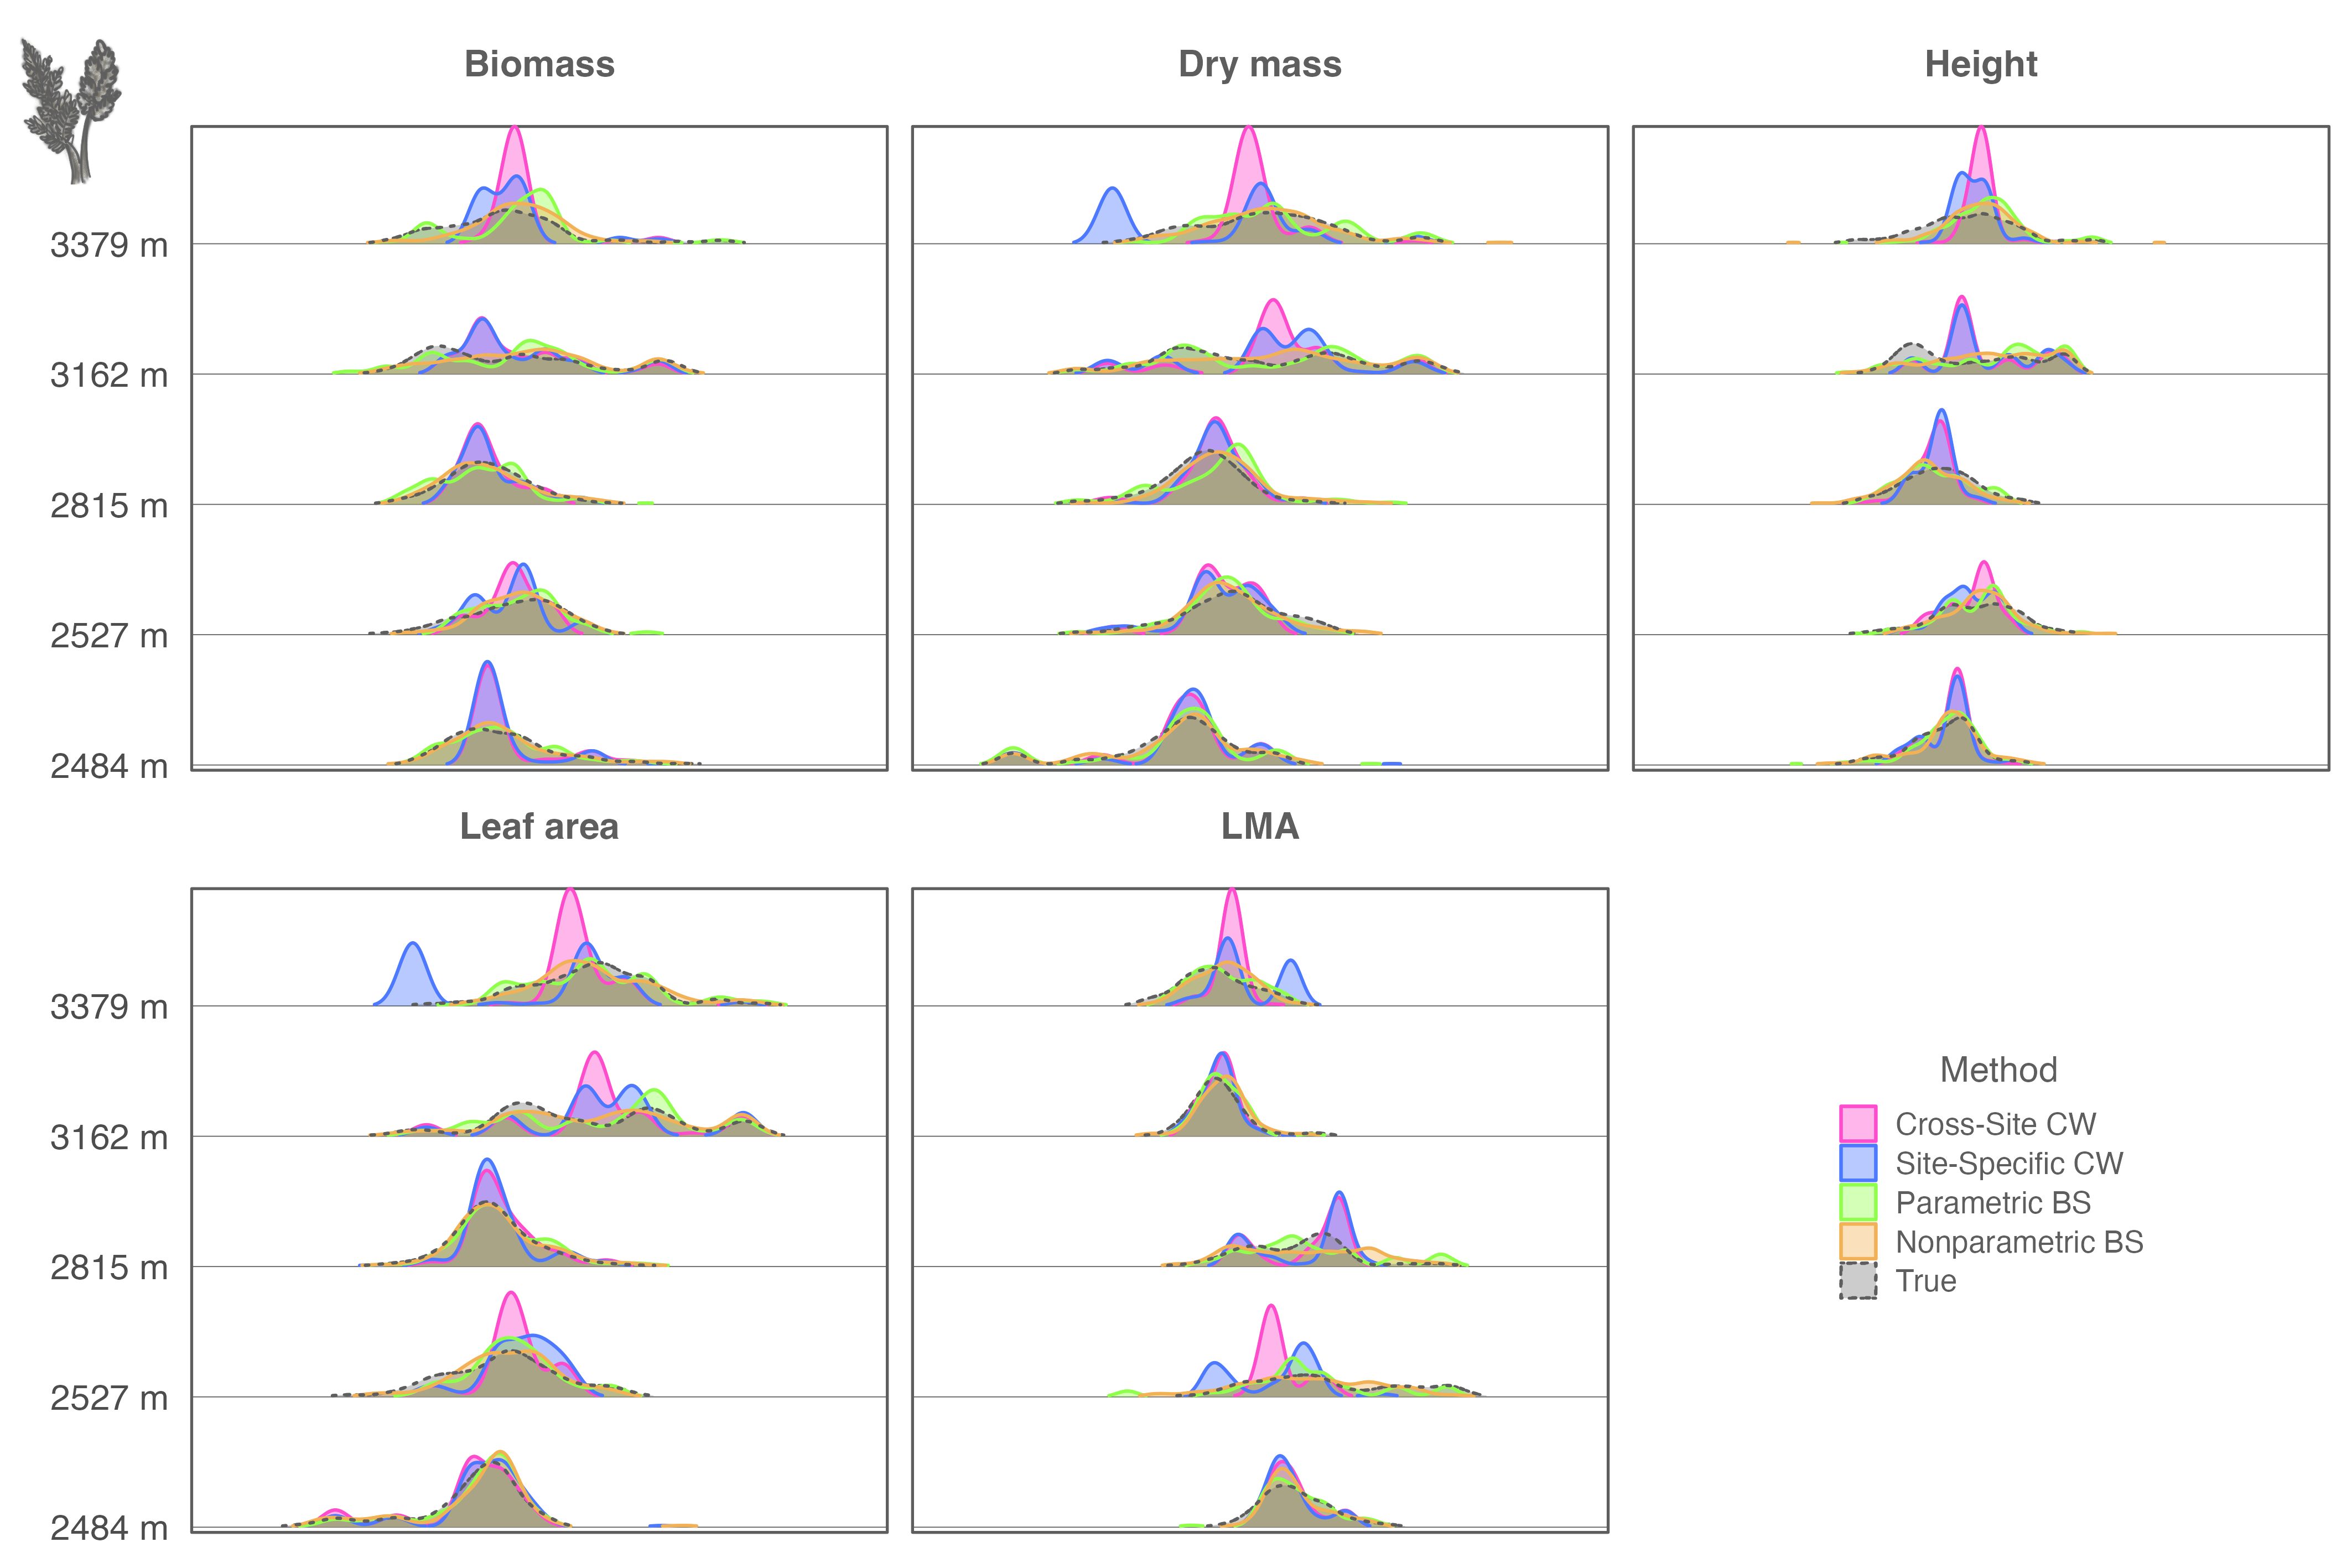 Biomass
Dry mass
Height
3379 m
3162 m
2815 m
2527 m
2484 m
Leaf area
LMA
3379 m
3162 m
2815 m
2527 m
2484 m
Method
Cross-Site CW
Site-Specific CW
Parametric BS
Nonparametric BS
True